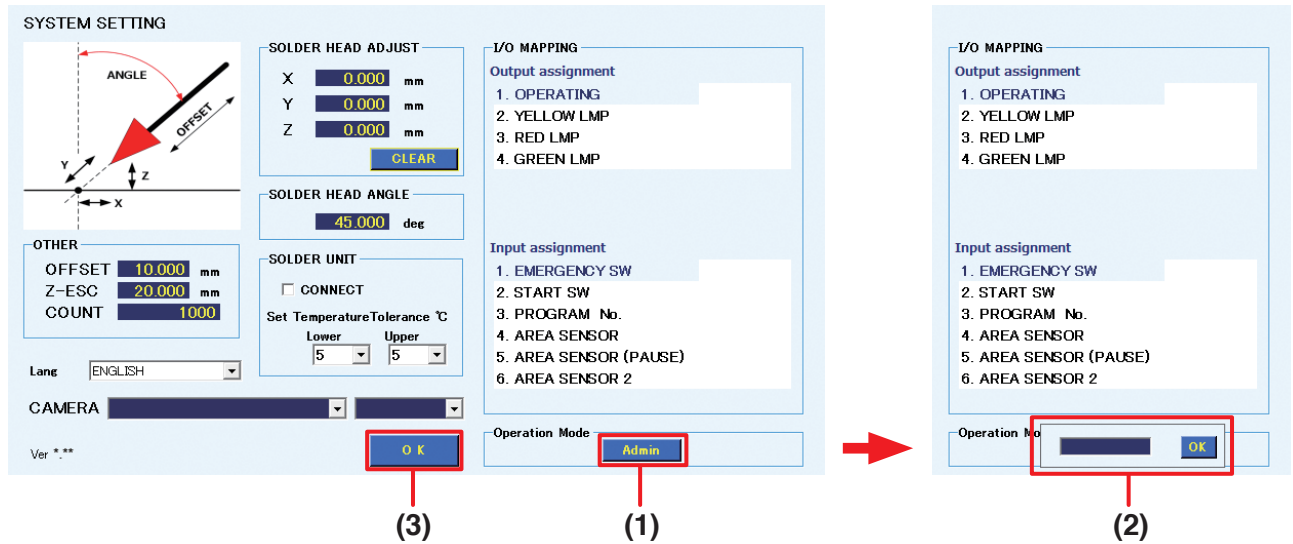 SYSTEM SETTING
ANGLE
OFFSET
Y
Z
X
OTHER
OFFSET 10.000 mm
Z-ESC 20.000 mm
COUNT 1000
Lang ENGLISH
CAMERA
Ver *.**
SOLDER HEAD ADJUST
X 0.000 mm
Y 0.000 mm
Z 0.000 mm
CLEAR
SOLDER HEAD ANGLE
45.000 deg
SOLDER UNIT
CONNECT
Set TemperatureTolerance ℃
Lower Upper
5 5
O K
I/O MAPPING
Output assignment
1. OPERATING
2. YELLOW LMP
3. RED LMP
4. GREEN LMP
Input assignment
1. EMERGENCY SW
2. START SW
3. PROGRAM No.
4. AREA SENSOR
5. AREA SENSOR (PAUSE)
6. AREA SENSOR 2
Operation Mode
Admin
(3)
(1)
I/O MAPPING
Output assignment
1. OPERATING
2. YELLOW LMP
3. RED LMP
4. GREEN LMP
Input assignment
1. EMERGENCY SW
2. START SW
3. PROGRAM No.
4. AREA SENSOR
5. AREA SENSOR (PAUSE)
6. AREA SENSOR 2
Operation Mo
OK
(2)